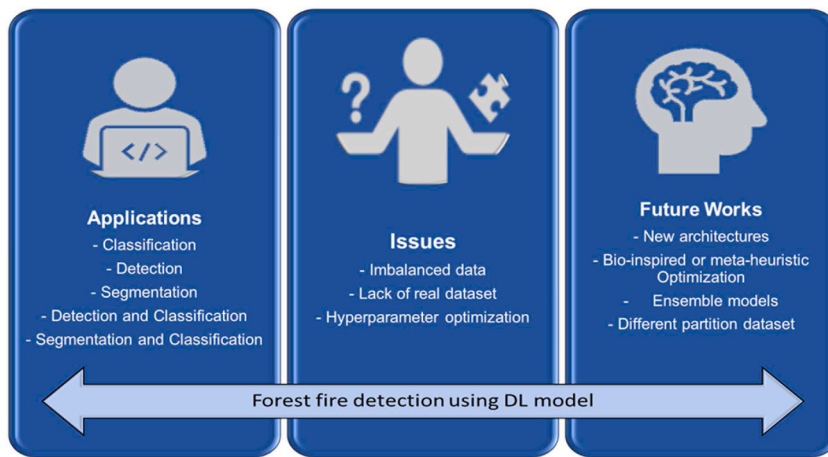 </>
Applications
- Classification
- Detection
- Segmentation
- Detection and Classification
- Segmentation and Classification
?
Issues
- Imbalanced data
- Lack of real dataset
- Hyperparameter optimization
Future Works
- New architectures
- Bio-inspired or meta-heuristic
Optimization
- Ensemble models
- Different partition dataset
Forest fire detection using DL model